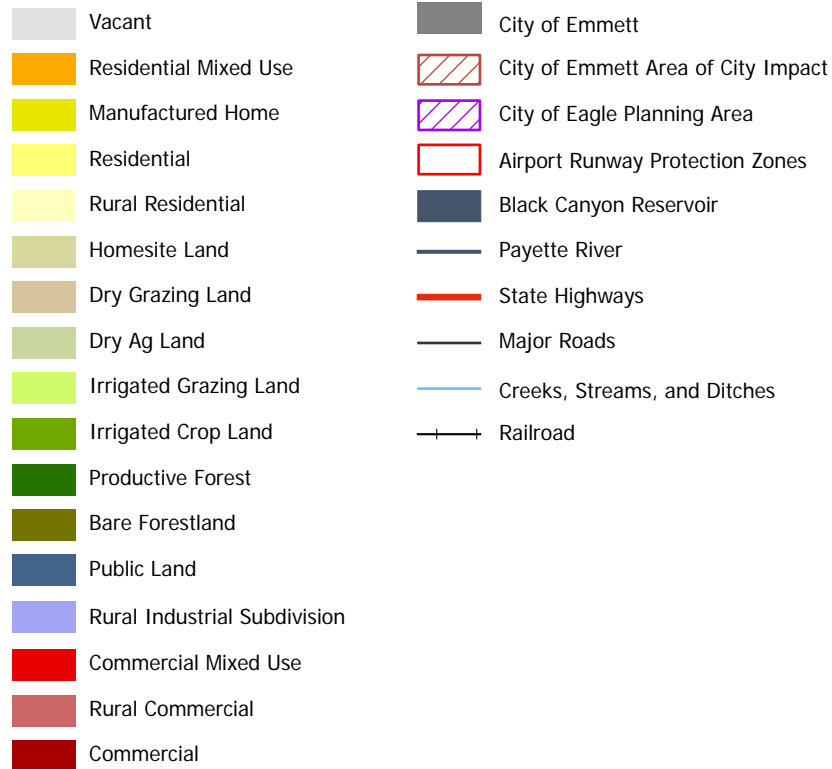 Vacant
Residential Mixed Use
Manufactured Home
Residential
Rural Residential
Homesite Land
Dry Grazing Land
Dry Ag Land
Irrigated Grazing Land
Irrigated Crop Land
Productive Forest
Bare Forestland
Public Land
Rural Industrial Subdivision
Commercial Mixed Use
Rural Commercial
Commercial
City of Emmett
City of Emmett Area of City Impact
City of Eagle Planning Area
Airport Runway Protection Zones
Black Canyon Reservoir
Payette River
State Highways
Major Roads
Creeks, Streams, and Ditches
Railroad